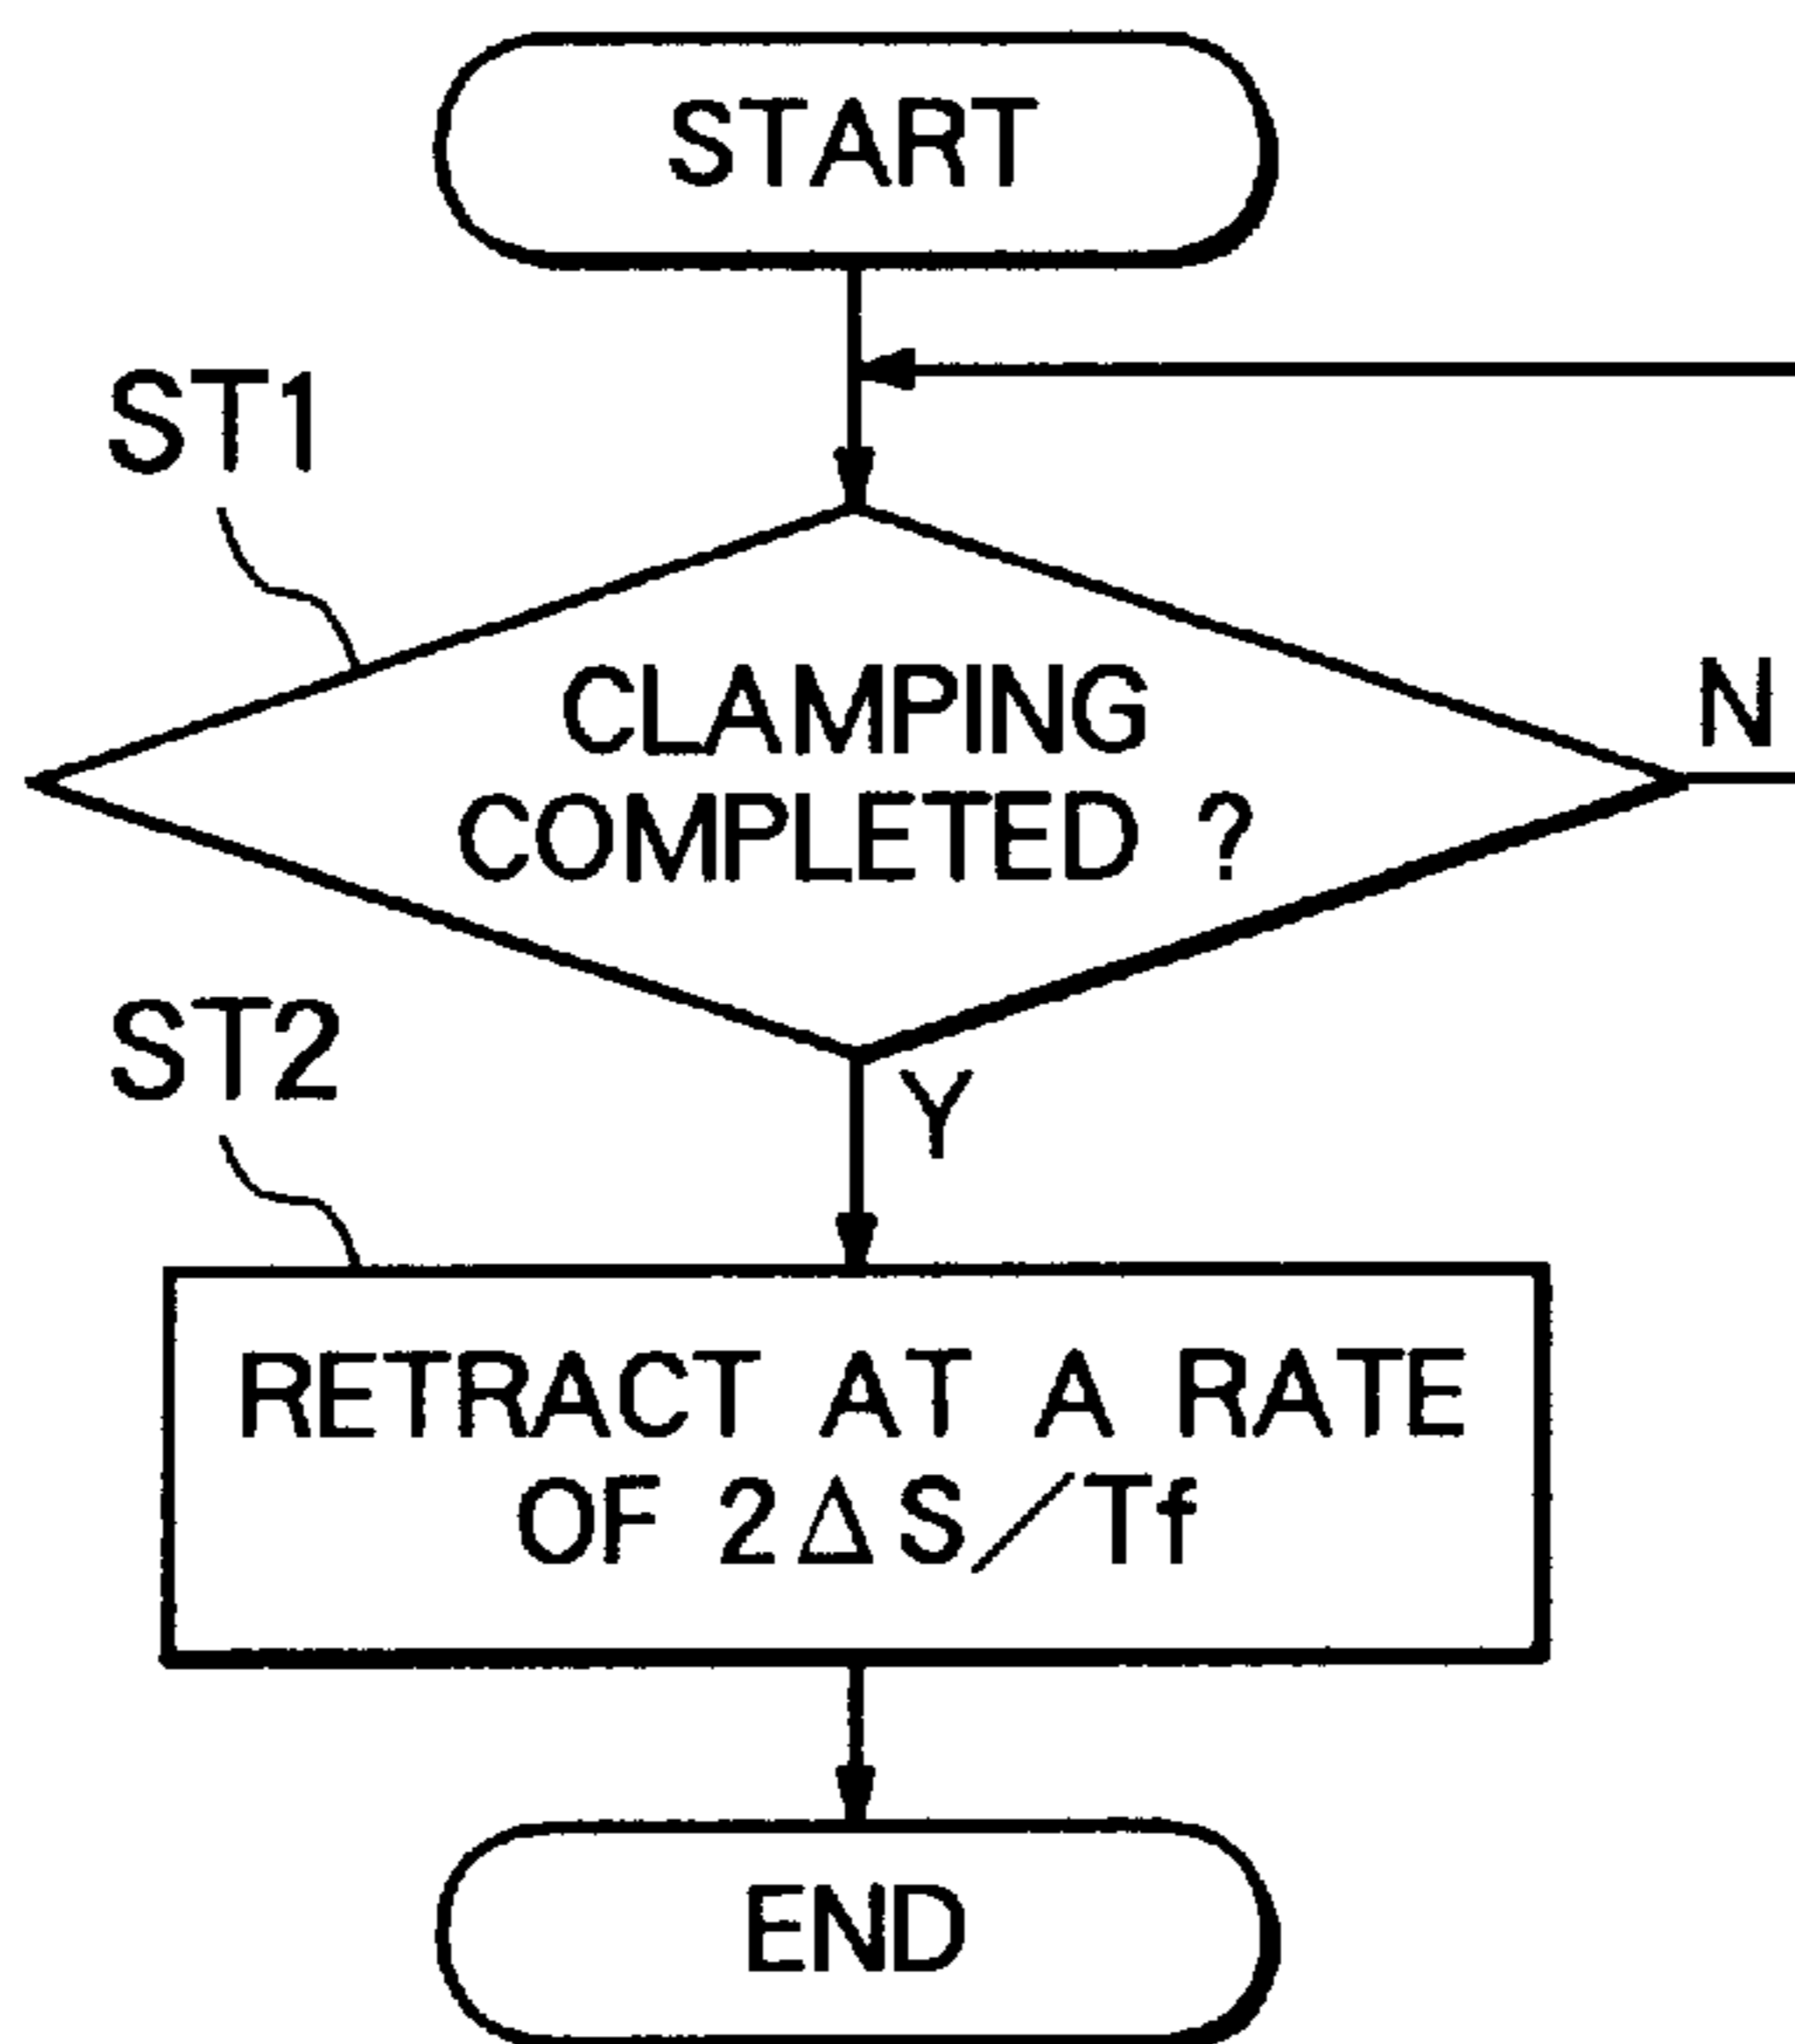 START
ST1
CLAMPING
COMPLETED ?
N
Y
ST2
RETRACT AT A RATE
OF 2ΔS/Tf
END